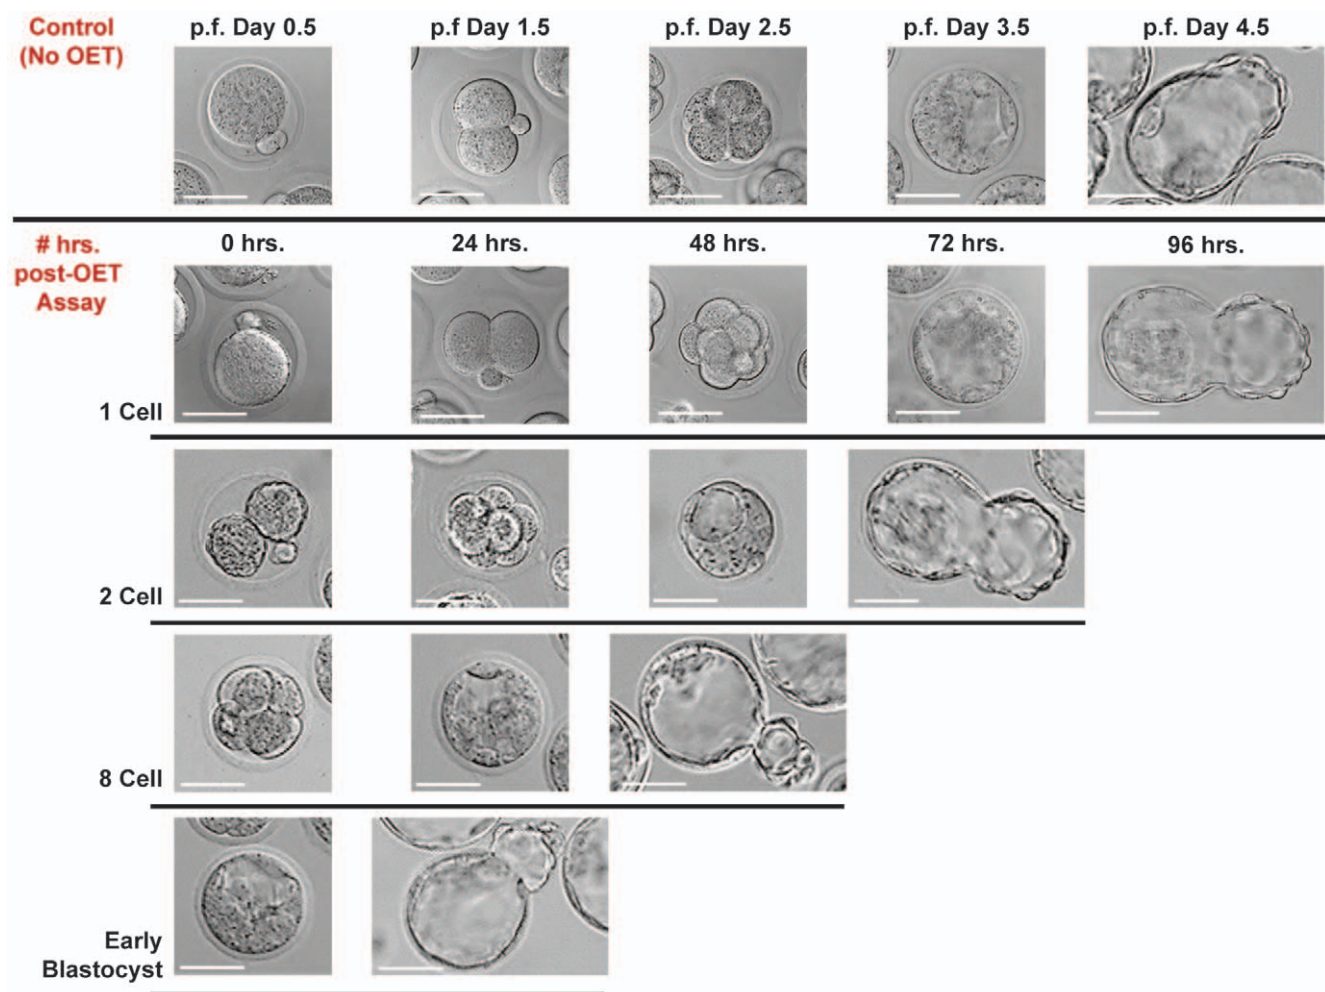 Control
(No OET)
p.f. Day 0.5
p.f Day 1.5
p.f. Day 2.5
p.f. Day 3.5
p.f. Day 4.5
# hrs.
post-OET
Assay
0 hrs.
24 hrs.
48 hrs.
72 hrs.
96 hrs.
1 Cell
2 Cell
8 Cell
Early
Blastocyst